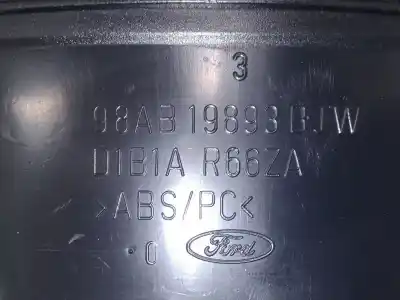 3
98AB 19893 BJW
D1B1A R66ZA
>ABS/PC<
0 Ford